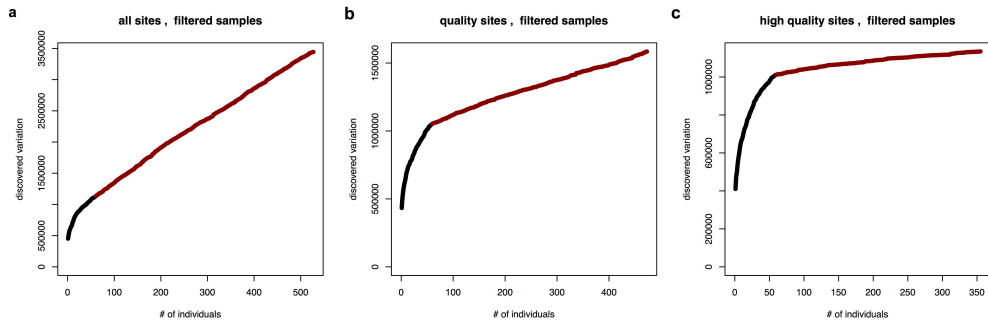 a
all sites , filtered samples
discovered variation
0
500000
1500000
2500000
3500000
0
100
200
300
400
500
# of individuals
b
quality sites , filtered samples
discovered variation
0
500000
1000000
1500000
0
100
200
300
400
# of individuals
c
high quality sites , filtered samples
discovered variation
0
200000
600000
1000000
0
50
100
150
200
250
300
350
# of individuals